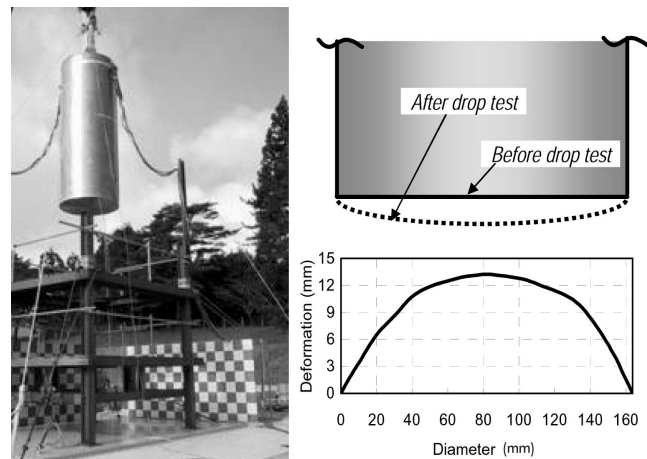 After drop test
Before drop test
15
12
9
6
3
0
Deformation (mm)
0 20 40 60 80 100 120 140 160
Diameter (mm)